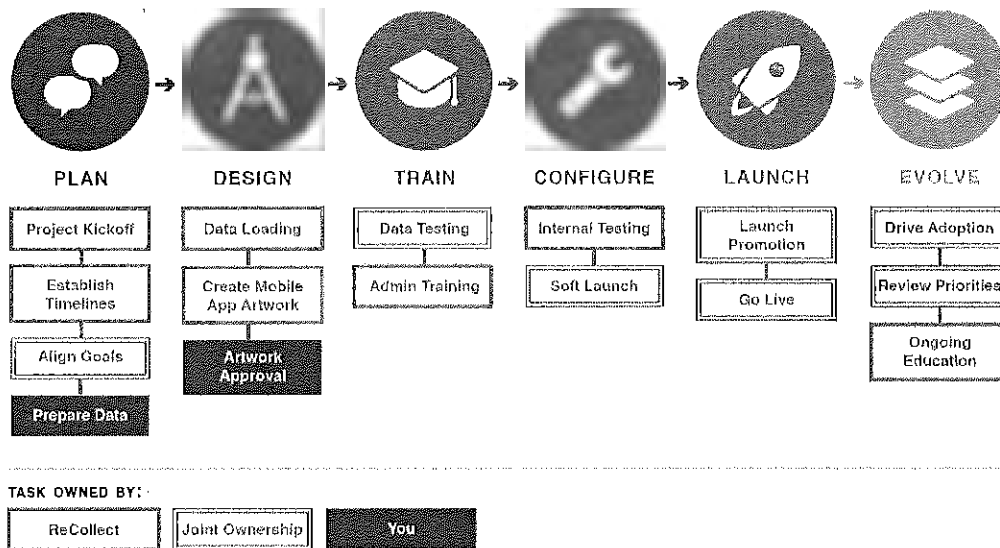 PLAN
DESIGN
TRAIN
CONFIGURE
LAUNCH
EVOLVE
Project Kickoff
Establish
Timelines
Align Goals
Prepare Data
Data Loading
Create Mobile
App Artwork
Artwork
Approval
Data Testing
Admin Training
Internal Testing
Soft Launch
Launch
Promotion
Go Live
Drive Adoption
Review Priorities
Ongoing
Education
TASK OWNED BY:
ReCollect
Joint Ownership
You